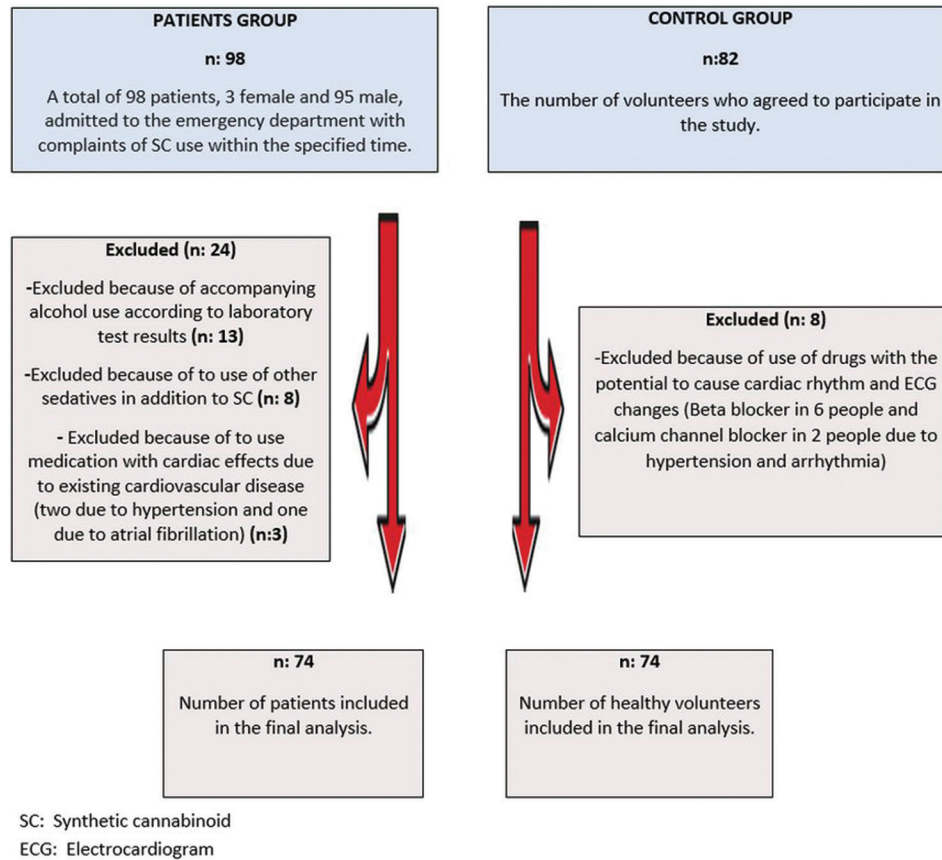 PATIENTS GROUP
n: 98
A total of 98 patients, 3 female and 95 male,
admitted to the emergency department with
complaints of SC use within the specified time.
CONTROL GROUP
n:82
The number of volunteers who agreed to participate in
the study.
Excluded (n: 24)
-Excluded because of accompanying
alcohol use according to laboratory
test results (n: 13)
-Excluded because of to use of other
sedatives in addition to SC (n: 8)
- Excluded because of to use
medication with cardiac effects due
to existing cardiovascular disease
(two due to hypertension and one
due to atrial fibrillation) (n:3)
Excluded (n: 8)
-Excluded because of use of drugs with the
potential to cause cardiac rhythm and ECG
changes (Beta blocker in 6 people and
calcium channel blocker in 2 people due to
hypertension and arrhythmia)
n: 74
Number of patients included
in the final analysis.
n: 74
Number of healthy volunteers
included in the final analysis.
SC: Synthetic cannabinoid
ECG: Electrocardiogram